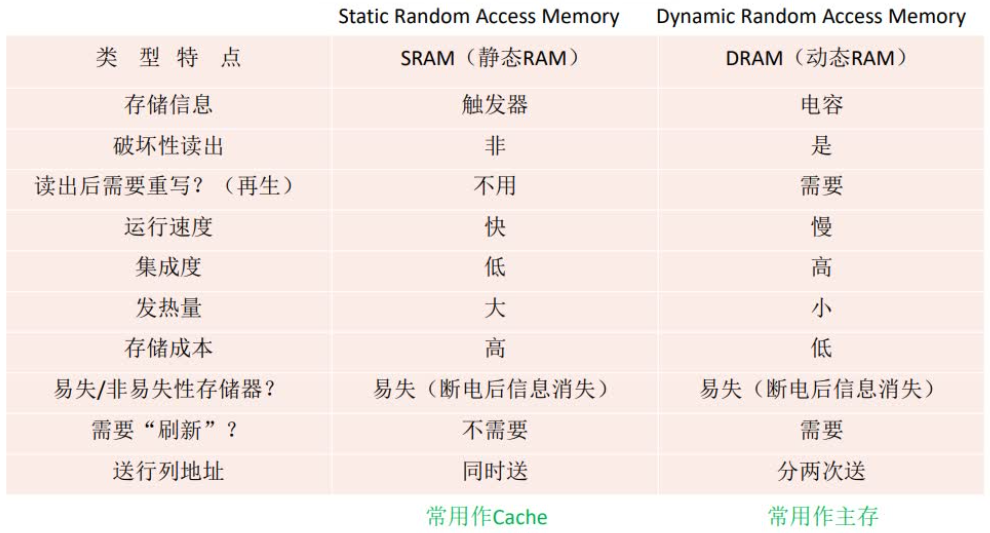 Static Random Access Memory Dynamic Random Access Memory
类 型 特 点 SRAM（静态RAM） DRAM（动态RAM）
存储信息 触发器 电容
破坏性读出 非 是
读出后需要重写？（再生） 不用 需要
运行速度 快 慢
集成度 低 高
发热量 大 小
存储成本 高 低
易失/非易失性存储器？ 易失（断电后信息消失） 易失（断电后信息消失）
需要“刷新”？ 不需要 需要
送行列地址 同时送 分两次送
常用作Cache 常用作主存